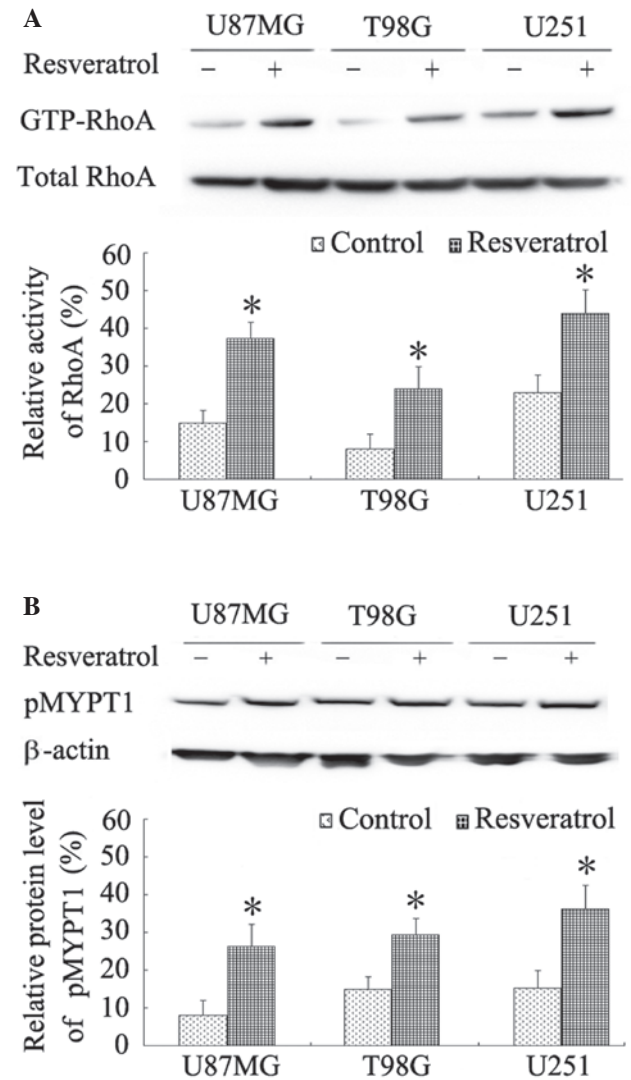 A
U87MG T98G U251
Resveratrol − + − + − +
GTP-RhoA
Total RhoA
Control Resveratrol
Relative activity
of RhoA (%)
60
50
40
30
20
10
0
* * *
U87MG T98G U251
B
U87MG T98G U251
Resveratrol − + − + − +
pMYPT1
β-actin
Control Resveratrol
Relative protein level
of pMYPT1 (%)
60
50
40
30
20
10
0
* * *
U87MG T98G U251